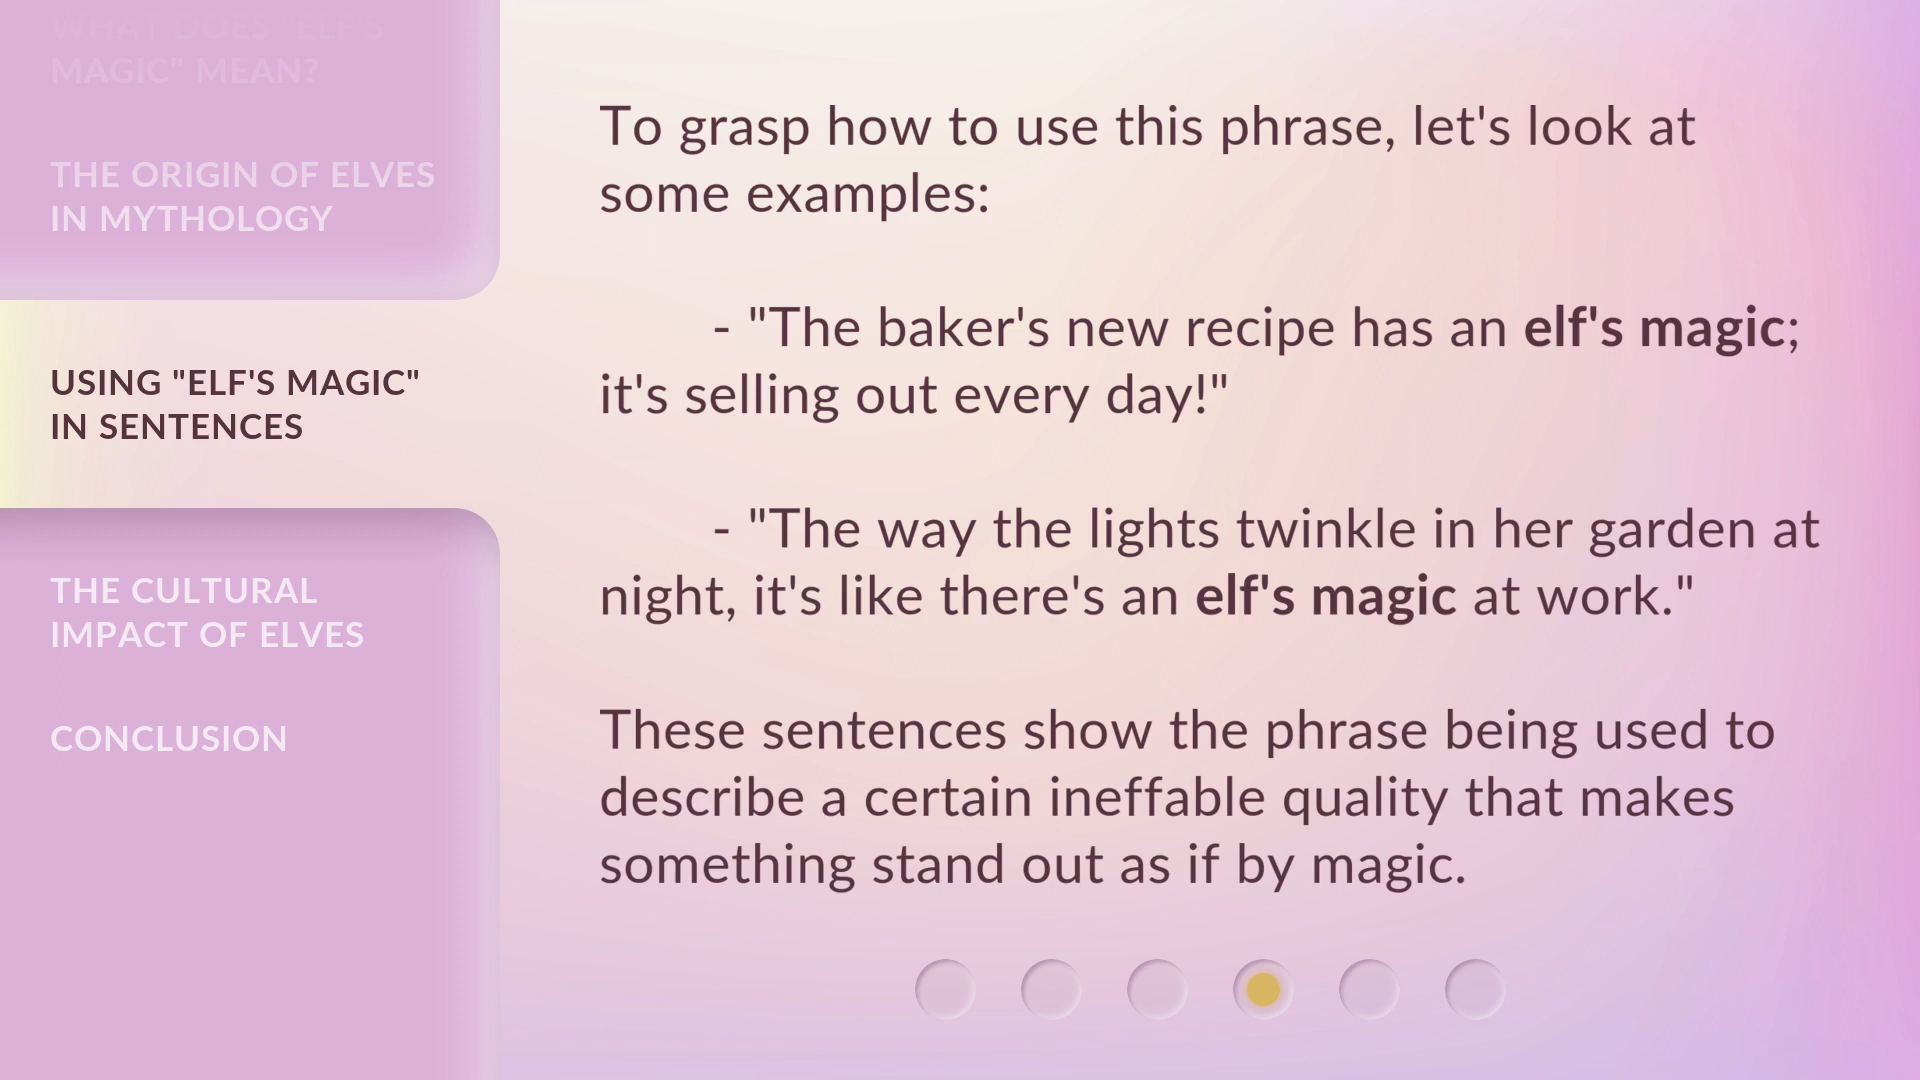 WHAT DOES "ELF'S
MAGIC" MEAN?
THE ORIGIN OF ELVES
IN MYTHOLOGY
USING "ELF'S MAGIC"
IN SENTENCES
THE CULTURAL
IMPACT OF ELVES
CONCLUSION
To grasp how to use this phrase, let's look at
some examples:
- "The baker's new recipe has an elf's magic;
it's selling out every day!"
- "The way the lights twinkle in her garden at
night, it's like there's an elf's magic at work."
These sentences show the phrase being used to
describe a certain ineffable quality that makes
something stand out as if by magic.